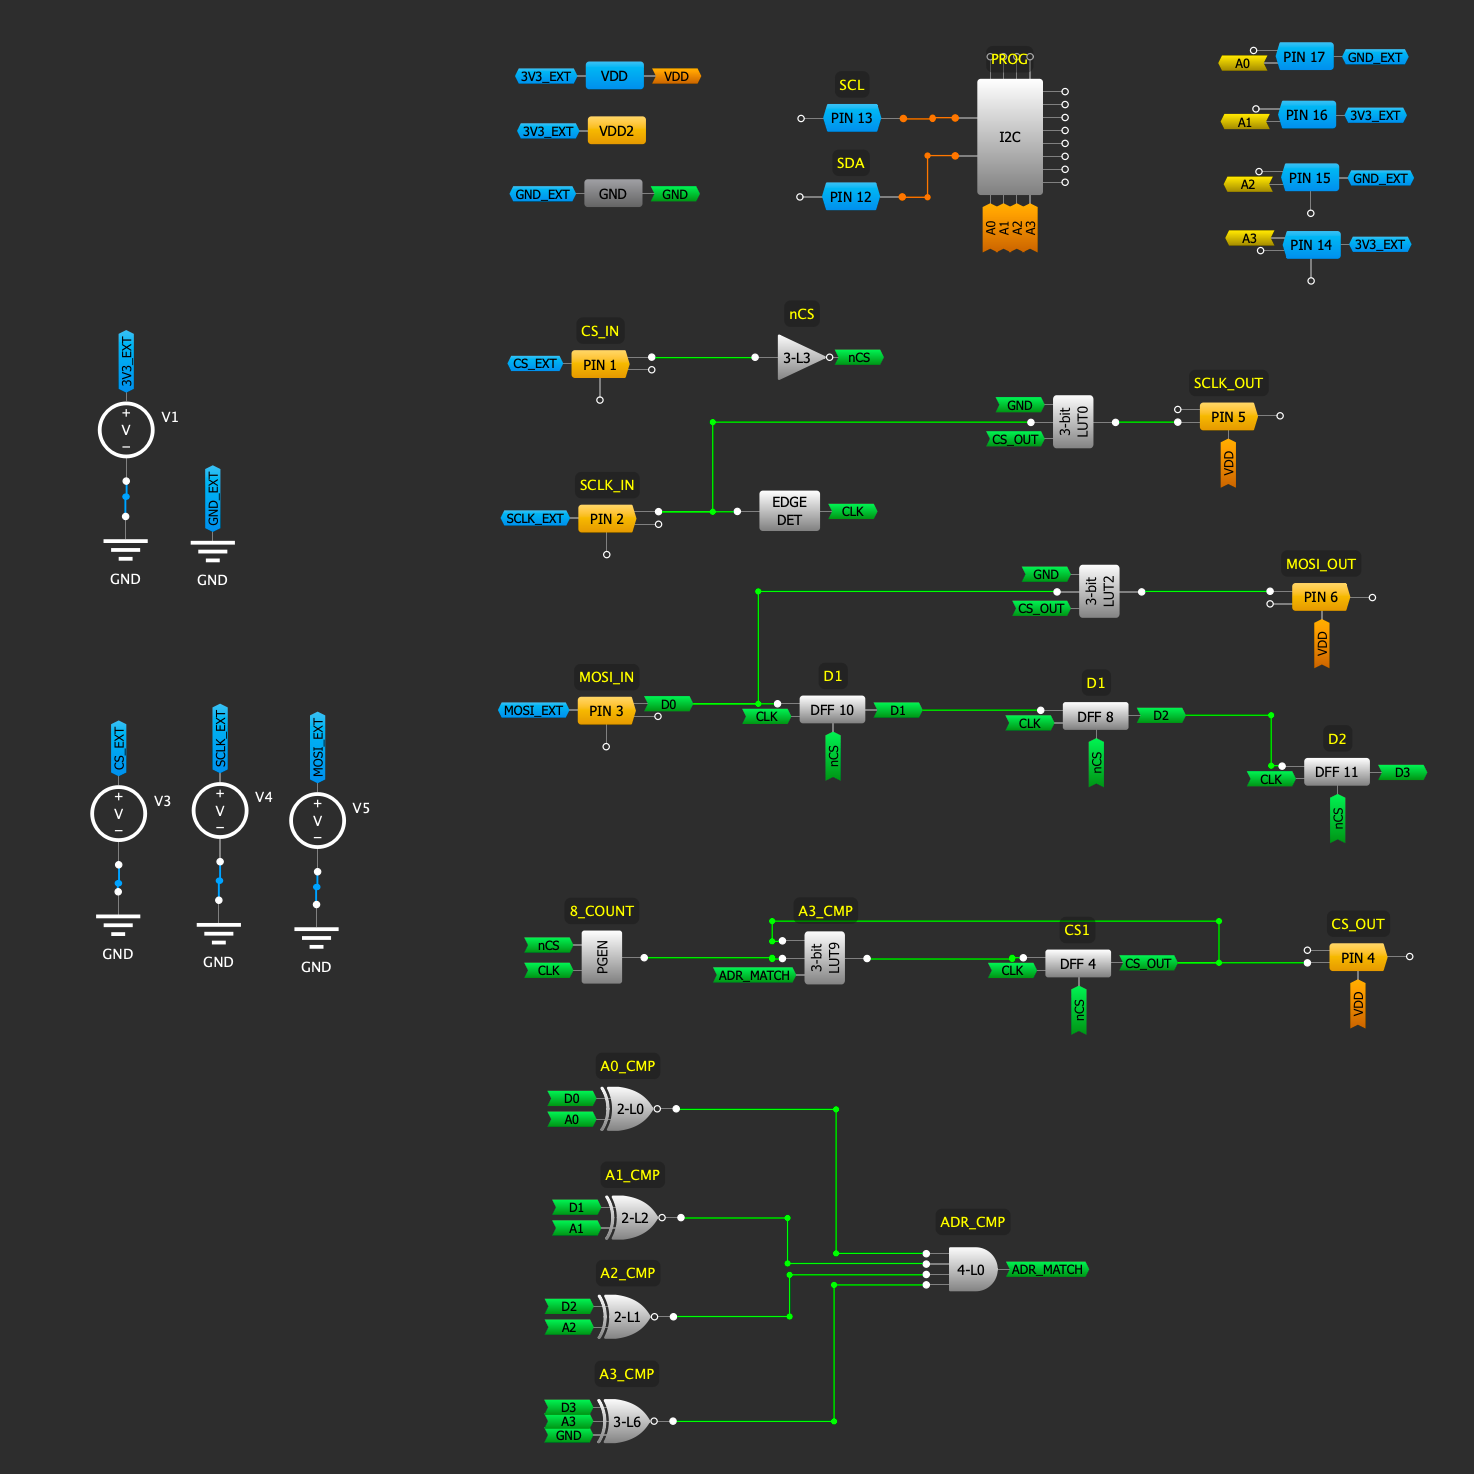 3V3_EXT VDD VDD
3V3_EXT VDD2
GND_EXT GND GND
SCL
PIN 13
SDA
PIN 12
PROG
I2C
A0 A1 A2 A3
A0 PIN 17 GND_EXT
A1 PIN 16 3V3_EXT
A2 PIN 15 GND_EXT
A3 PIN 14 3V3_EXT
3V3_EXT
+
V
−
V1
GND
GND_EXT
GND
CS_IN
CS_EXT PIN 1
nCS
3-L3 nCS
SCLK_IN
SCLK_EXT PIN 2
EDGE
DET
CLK
GND
CS_OUT
3-bit
LUT0
SCLK_OUT
PIN 5
VDD
GND
CS_OUT
3-bit
LUT2
MOSI_OUT
PIN 6
VDD
MOSI_IN
MOSI_EXT PIN 3 D0
D1
CLK DFF 10 D1
nCS
D1
CLK DFF 8 D2
nCS
D2
CLK DFF 11 D3
nCS
CS_EXT
+
V
−
V3
GND
SCLK_EXT
+
V
−
V4
GND
MOSI_EXT
+
V
−
V5
GND
8_COUNT
nCS
CLK
PGEN
A3_CMP
ADR_MATCH
3-bit
LUT9
CS1
CLK DFF 4 CS_OUT
nCS
CS_OUT
PIN 4
VDD
A0_CMP
D0
A0
2-L0
A1_CMP
D1
A1
2-L2
A2_CMP
D2
A2
2-L1
A3_CMP
D3
A3
GND
3-L6
ADR_CMP
4-L0 ADR_MATCH